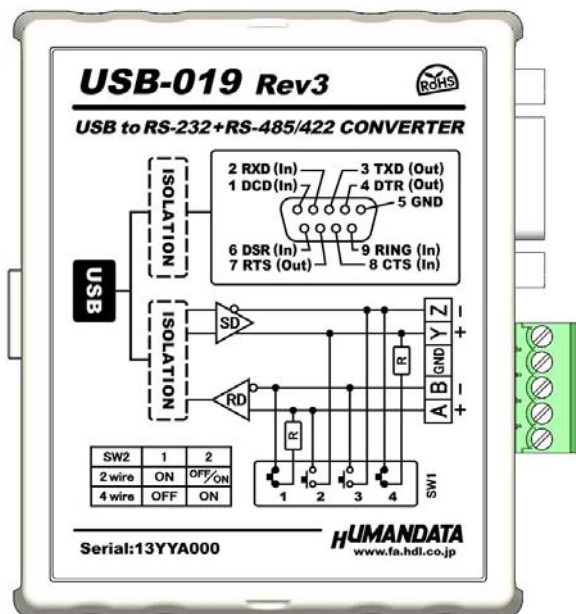 USB-019 Rev3
RoHS
USB to RS-232+RS-485/422 CONVERTER
2 RXD (In)
3 TXD (Out)
1 DCD (In)
4 DTR (Out)
5 GND
6 DSR (In)
9 RING (In)
7 RTS (Out)
8 CTS (In)
ISOLATION
USB
ISOLATION
SD
RD
Z -
Y +
GND
B -
A +
R
R
1 2 3 4
SW1
SW2 1 2
2 wire ON OFF/ON
4 wire OFF ON
Serial:13YYA000
HUMANDATA
www.fa.hdl.co.jp